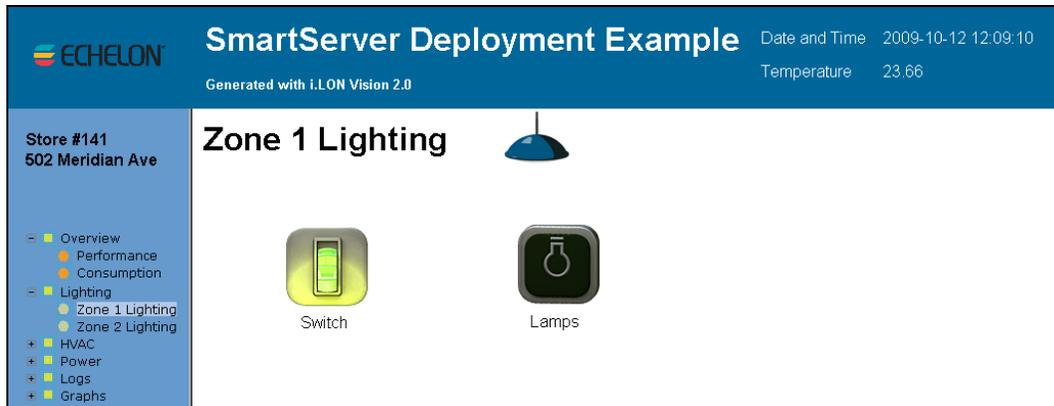 ECHELON
SmartServer Deployment Example
Generated with i.LON Vision 2.0
Date and Time 2009-10-12 12:09:10
Temperature 23.66
Store #141
502 Meridian Ave
Overview
Performance
Consumption
Lighting
Zone 1 Lighting
Zone 2 Lighting
HVAC
Power
Logs
Graphs
Zone 1 Lighting
Switch
Lamps